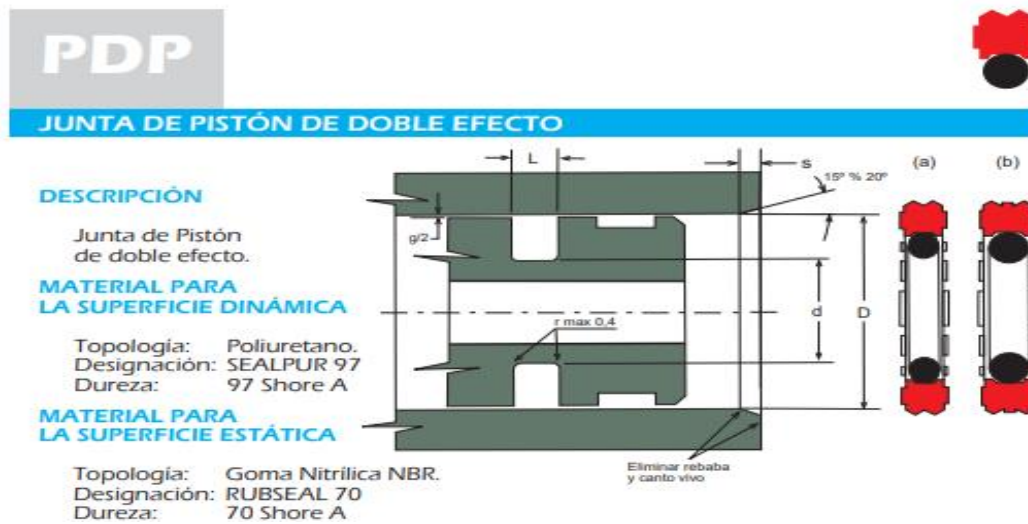 PDP
JUNTA DE PISTÓN DE DOBLE EFECTO
DESCRIPCIÓN
Junta de Pistón
de doble efecto.
MATERIAL PARA
LA SUPERFICIE DINÁMICA
Topología: Poliuretano.
Designación: SEALPUR 97
Dureza: 97 Shore A
MATERIAL PARA
LA SUPERFICIE ESTÁTICA
Topología: Goma Nitrílica NBR.
Designación: RUBSEAL 70
Dureza: 70 Shore A
L
s
15º % 20º
g/2
r max 0,4
d
D
Eliminar rebaba
y canto vivo
(a)
(b)